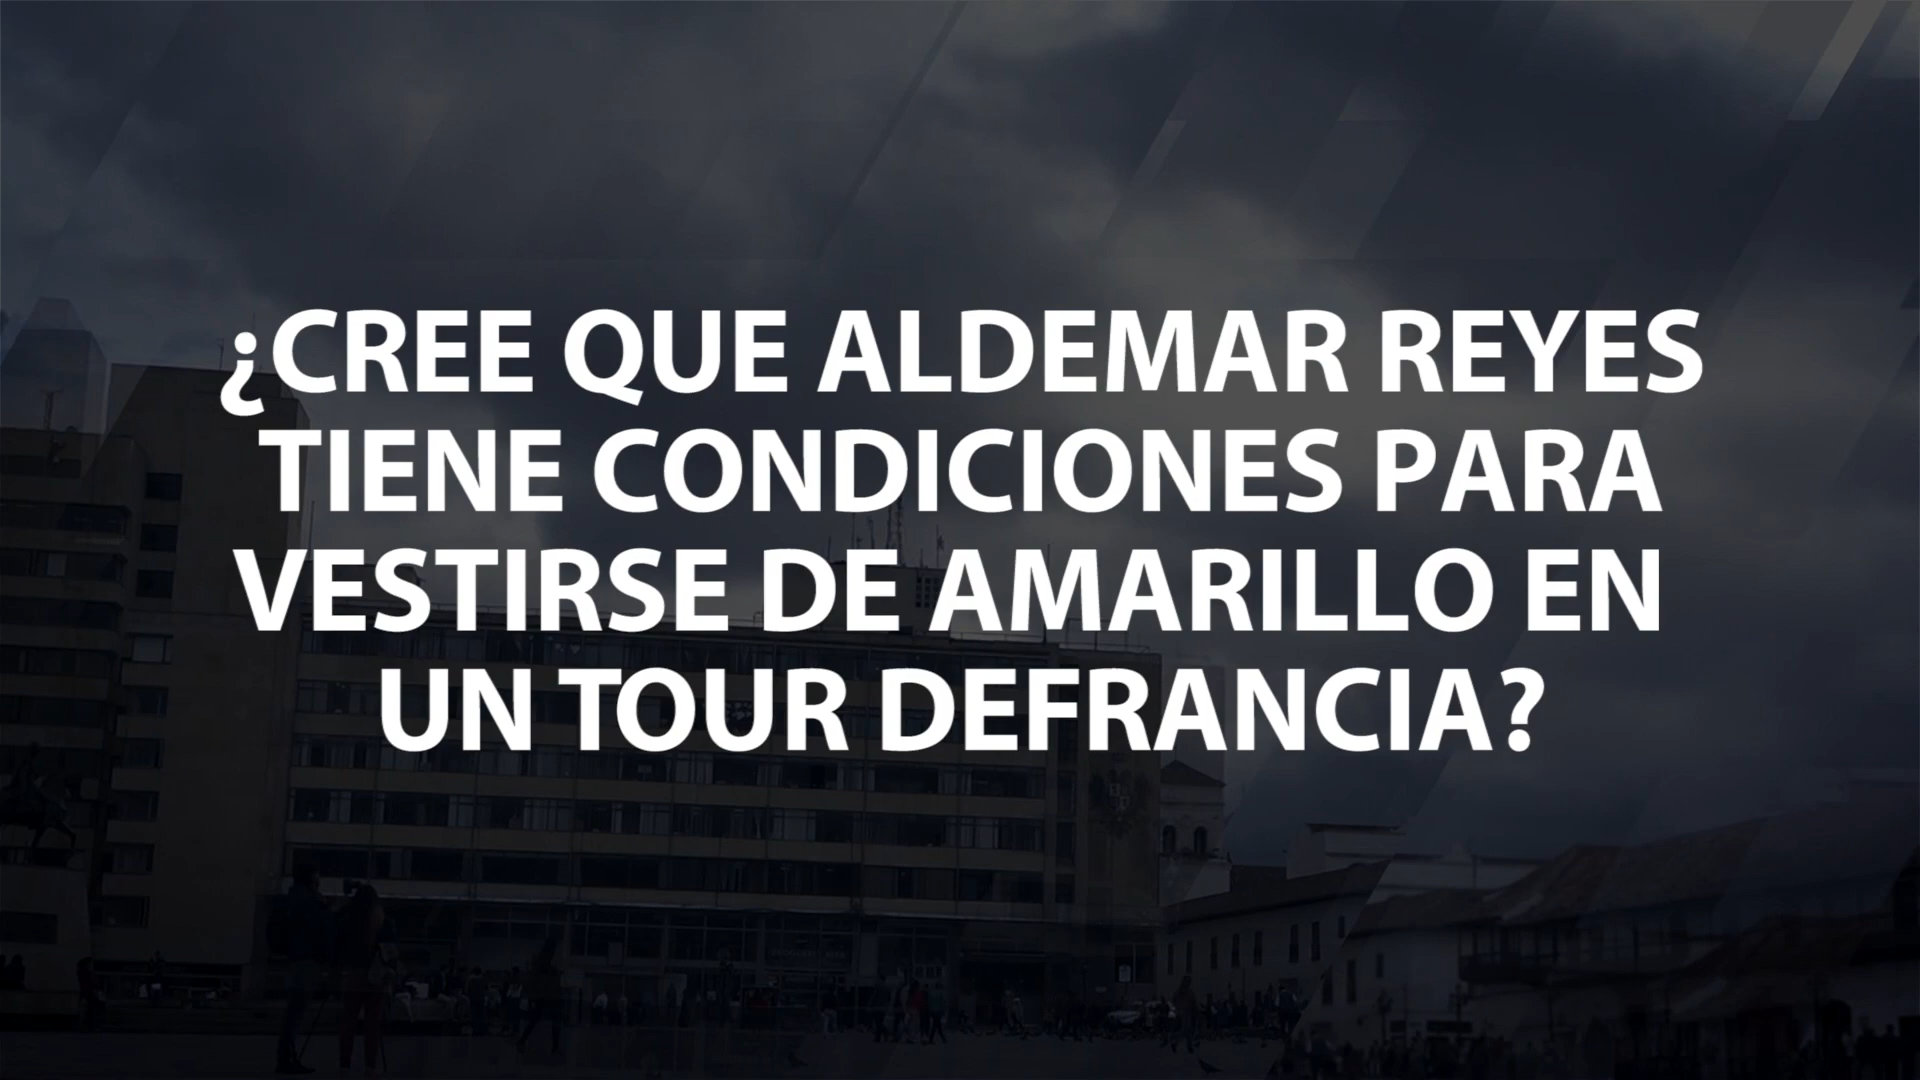 ¿CREE QUE ALDEMAR REYES
TIENE CONDICIONES PARA
VESTIRSE DE AMARILLO EN
UN TOUR DEFRANCIA?